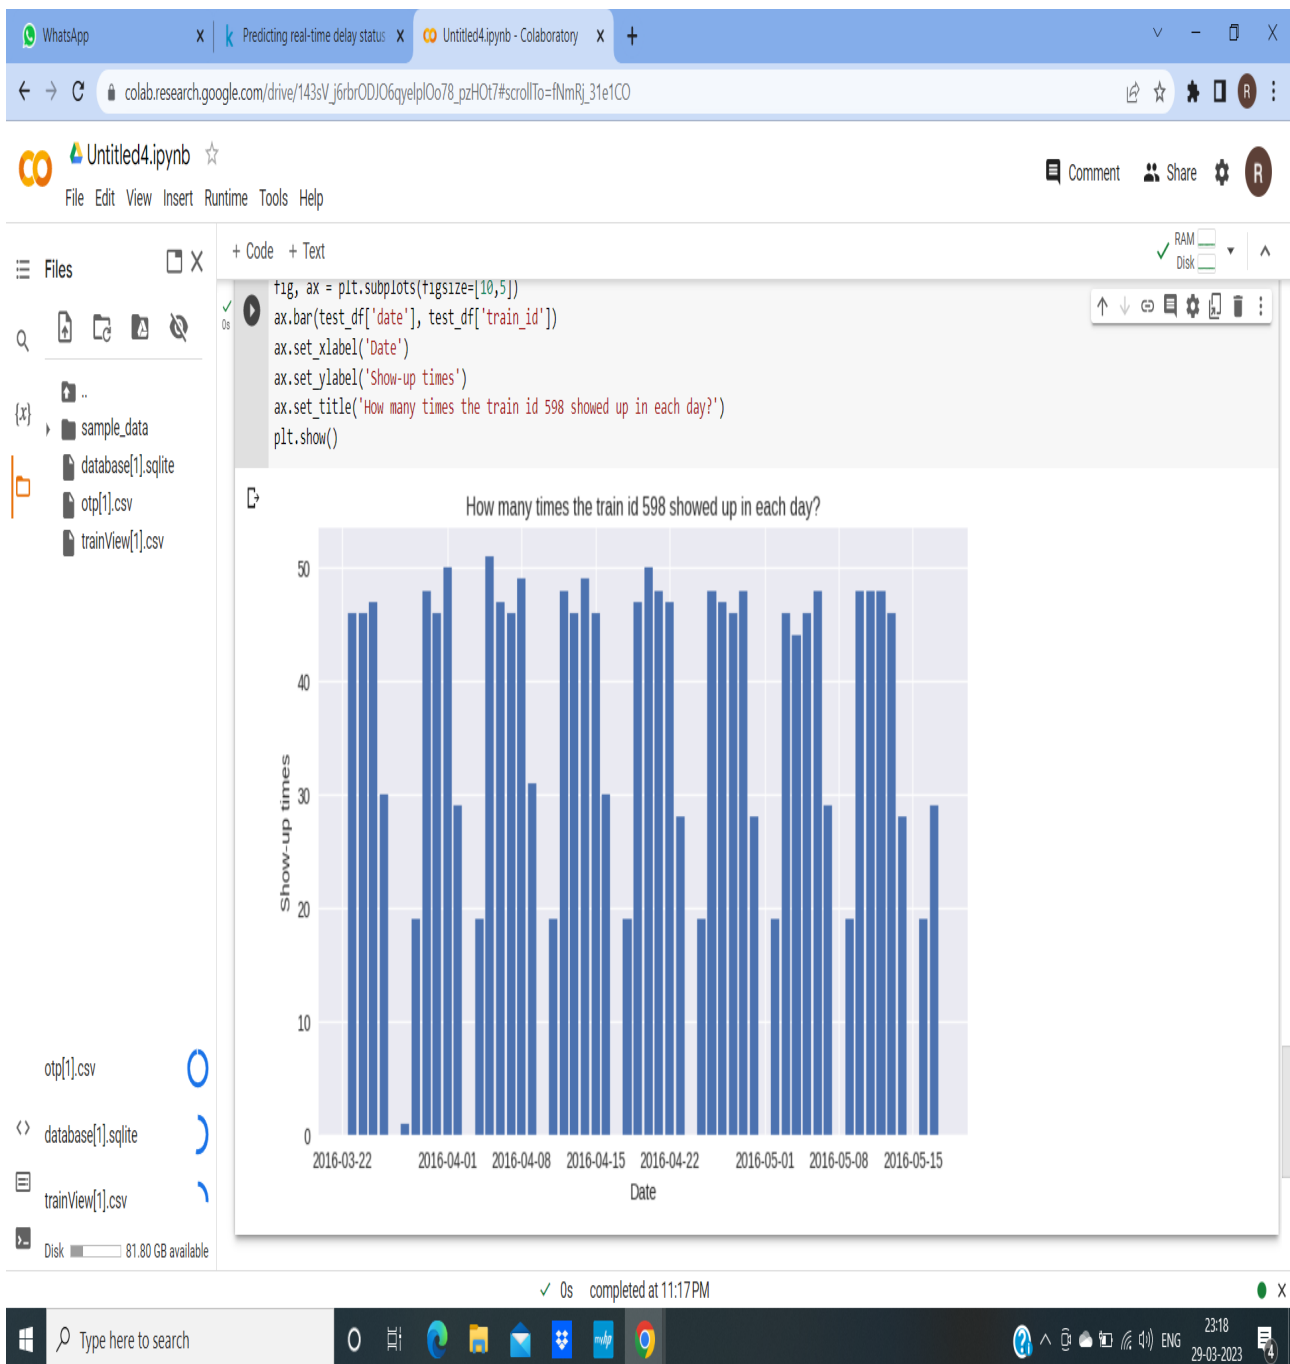 WhatsApp
Predicting real-time delay status
Untitled4.ipynb - Colaboratory
colab.research.google.com/drive/143sV_j6rbrODJO6qyelplOo78_pzHOt7#scrollTo=fNmRj_31e1CO
R
CO
Untitled4.ipynb
Comment
Share
R
File Edit View Insert Runtime Tools Help
Files
+ Code + Text
RAM
Disk
fig, ax = plt.subplots(figsize=[10,5])
0s
ax.bar(test_df['date'], test_df['train_id'])
ax.set_xlabel('Date')
ax.set_ylabel('Show-up times')
ax.set_title('How many times the train id 598 showed up in each day?')
plt.show()
{x}
..
sample_data
database[1].sqlite
otp[1].csv
trainView[1].csv
How many times the train id 598 showed up in each day?
50
40
30
20
10
0
Show-up times
2016-03-22 2016-04-01 2016-04-08 2016-04-15 2016-04-22 2016-05-01 2016-05-08 2016-05-15
Date
otp[1].csv
database[1].sqlite
trainView[1].csv
Disk 81.80 GB available
0s completed at 11:17 PM
Type here to search
myhp
ENG
23:18
29-03-2023
4